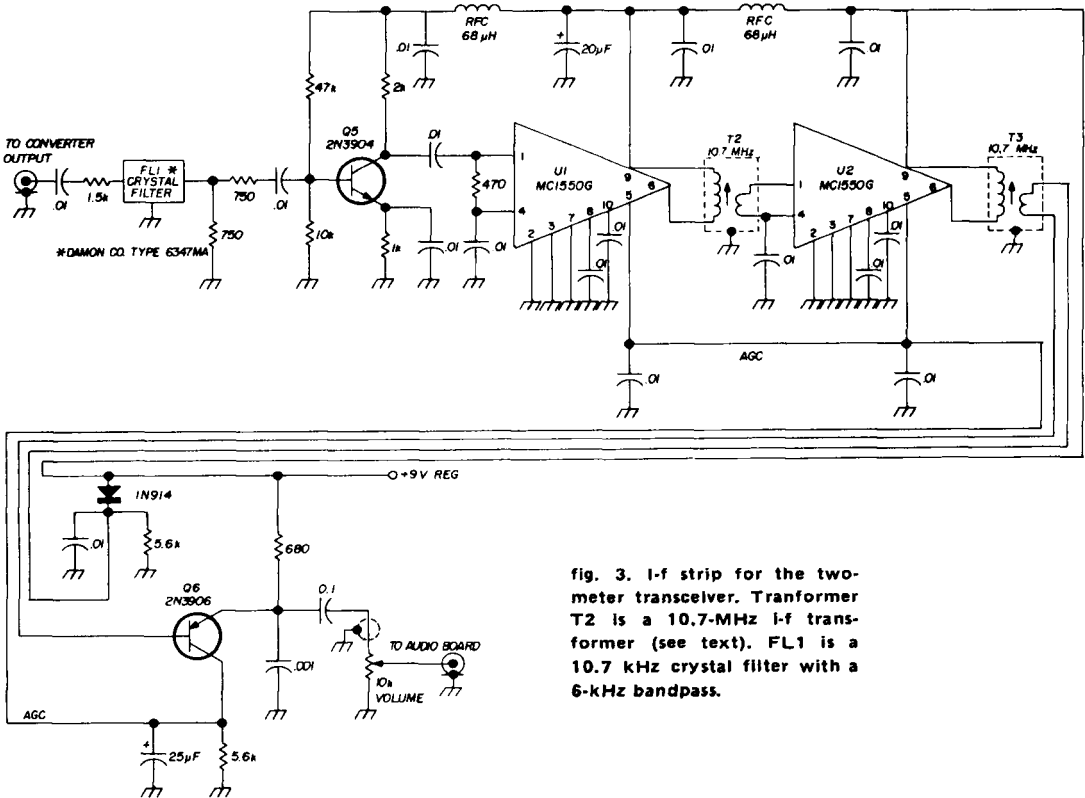 RFC
68μH
RFC
68μH
.01
+
20μF
.01
.01
47k
2k
Q5
2N3904
TO CONVERTER
OUTPUT
.01
1.5k
FL1 *
CRYSTAL
FILTER
750
.01
750
10k
*DAMON CO. TYPE 6347MA
1k
.01
.01
.01
470
1
4
U1
MC1550G
9
5
6
2
3
7
8
10
.01
.01
T2
10.7 MHz
.01
1
4
U2
MC1550G
9
5
6
2
3
7
8
10
.01
.01
T3
10.7 MHz
AGC
.01
.01
+9V REG
1N914
.01
5.6k
680
Q6
2N3906
0.1
TO AUDIO BOARD
.001
10k
VOLUME
AGC
+
25μF
5.6k
fig. 3. I-f strip for the two-
meter transceiver. Tranformer
T2 is a 10.7-MHz i-f trans-
former (see text). FL1 is a
10.7 kHz crystal filter with a
6-kHz bandpass.